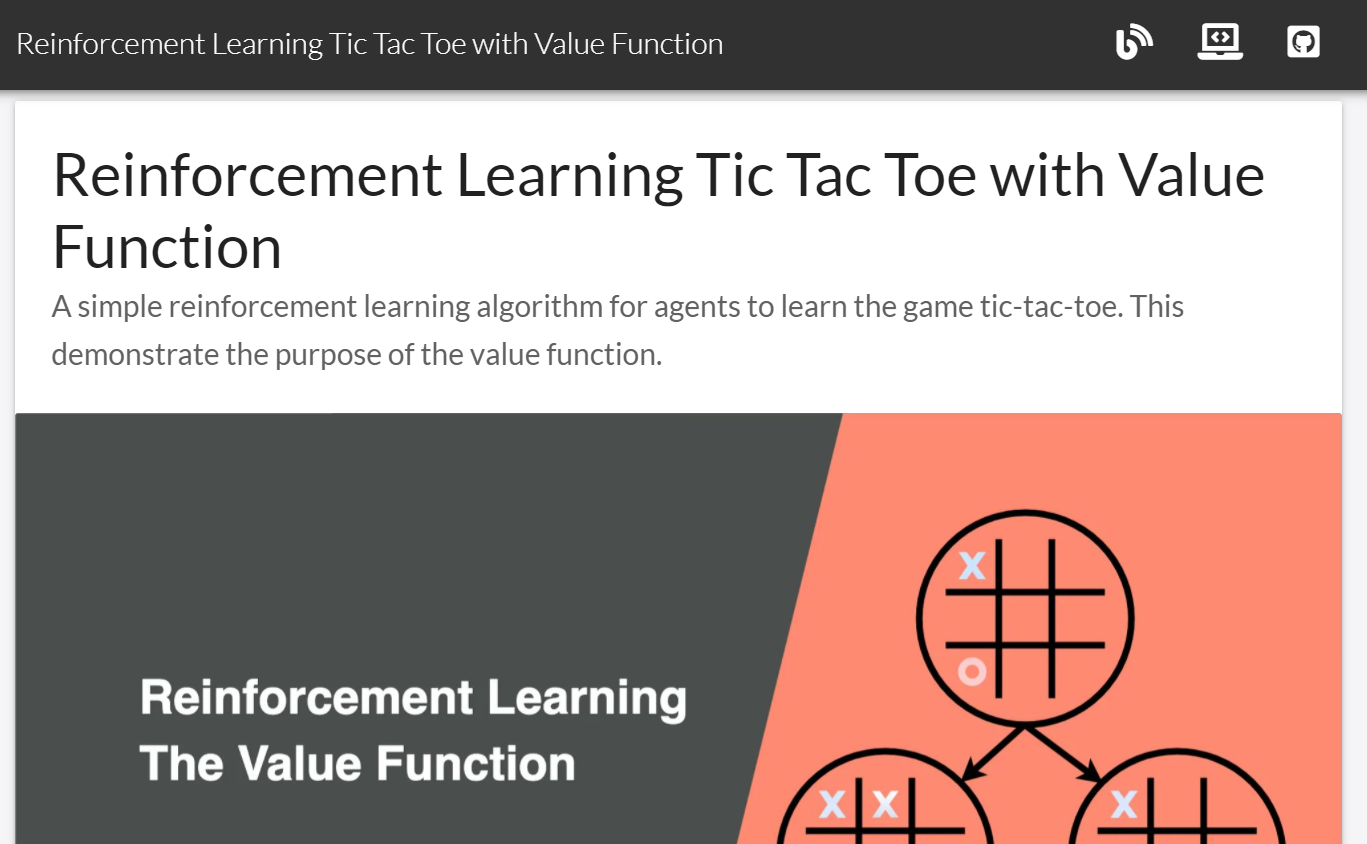 Reinforcement Learning Tic Tac Toe with Value Function
Reinforcement Learning Tic Tac Toe with Value
Function
A simple reinforcement learning algorithm for agents to learn the game tic-tac-toe. This
demonstrate the purpose of the value function.
X
O
Reinforcement Learning
The Value Function
X X
X